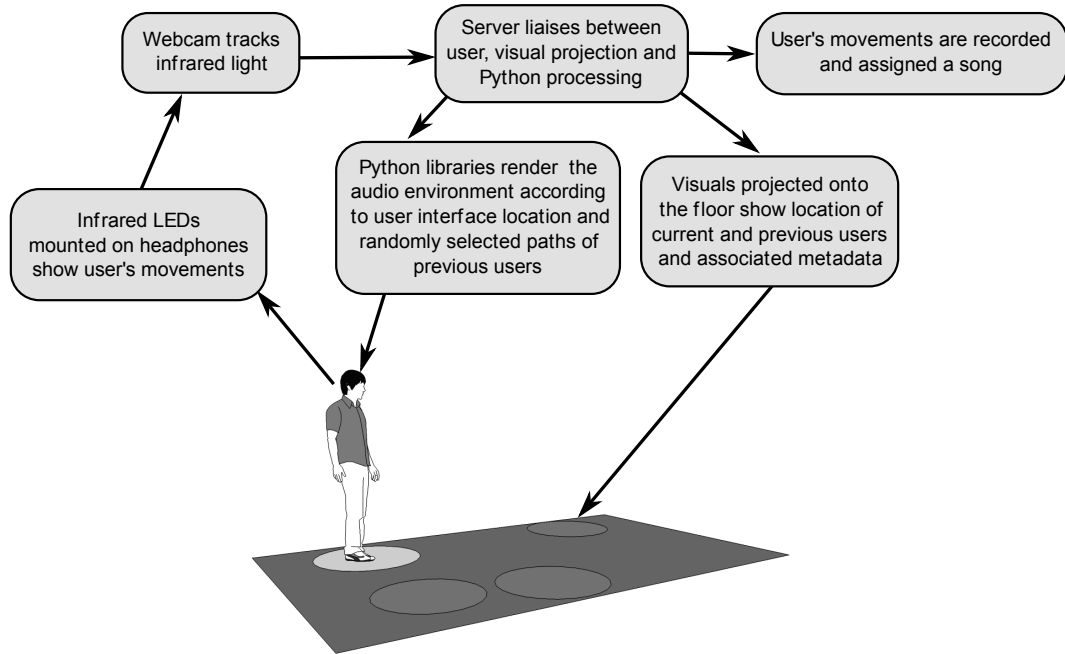 Webcam tracks
infrared light
Server liaises between
user, visual projection and
Python processing
User's movements are recorded
and assigned a song
Infrared LEDs
mounted on headphones
show user's movements
Python libraries render the
audio environment according
to user interface location and
randomly selected paths of
previous users
Visuals projected onto
the floor show location of
current and previous users
and associated metadata